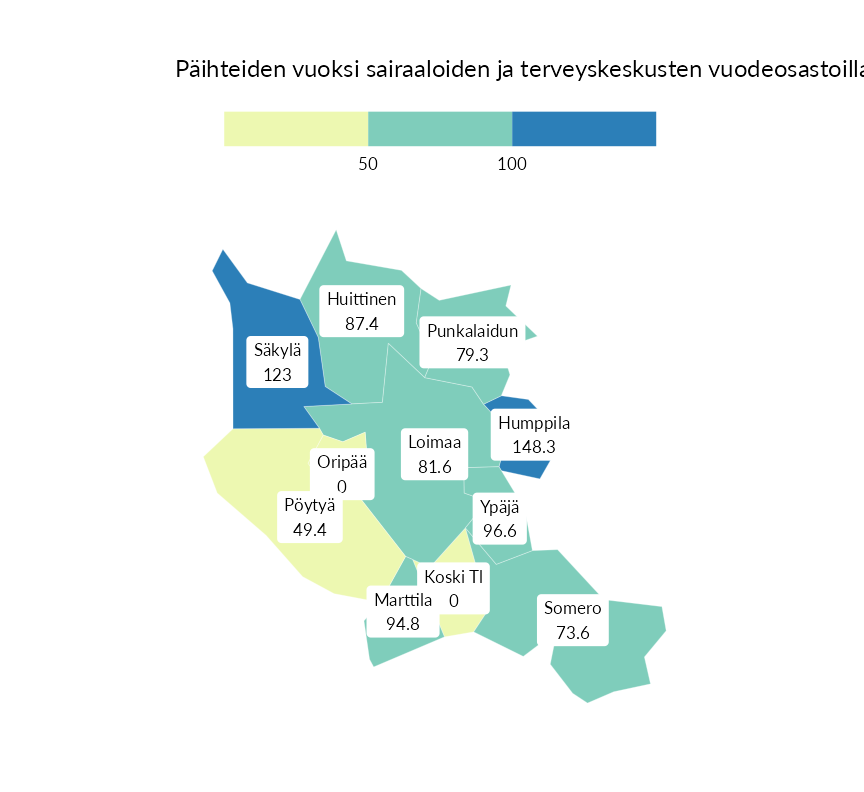 Päihteiden vuoksi sairaaloiden ja terveyskeskusten vuodeosastoilla
50
100
Huittinen
87.4
Punkalaidun
79.3
Säkylä
123
Humppila
148.3
Loimaa
81.6
Oripää
0
Pöytyä
49.4
Ypäjä
96.6
Koski Tl
0
Marttila
94.8
Somero
73.6